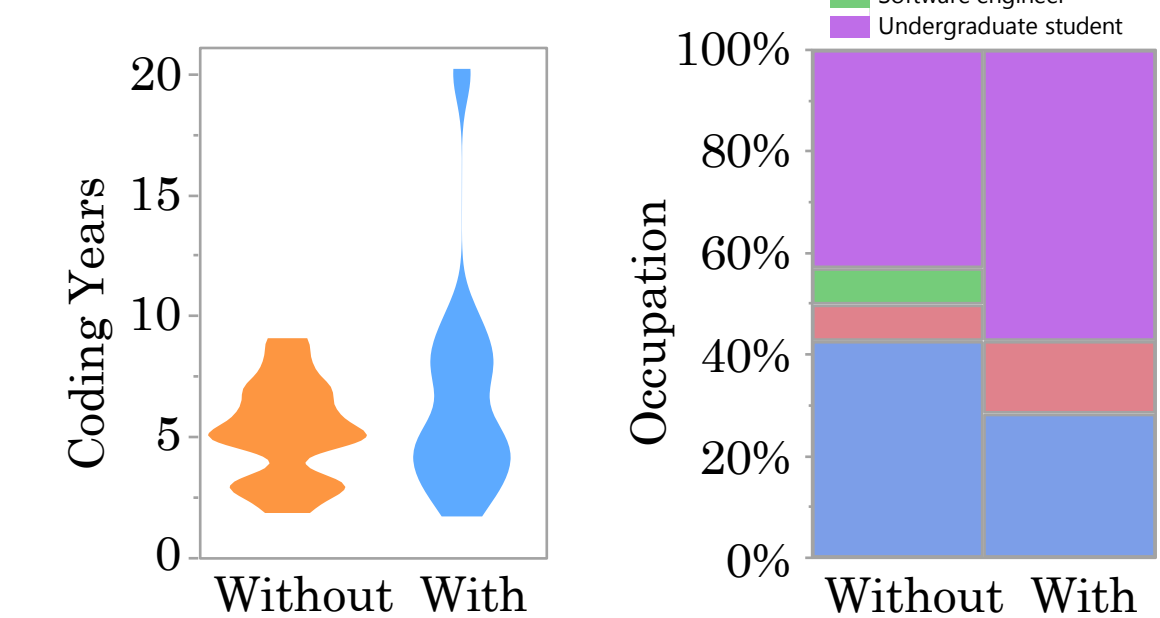 Software engineer
Undergraduate student
Coding Years
20
15
10
5
0
Without With
Occupation
100%
80%
60%
40%
20%
0%
Without With